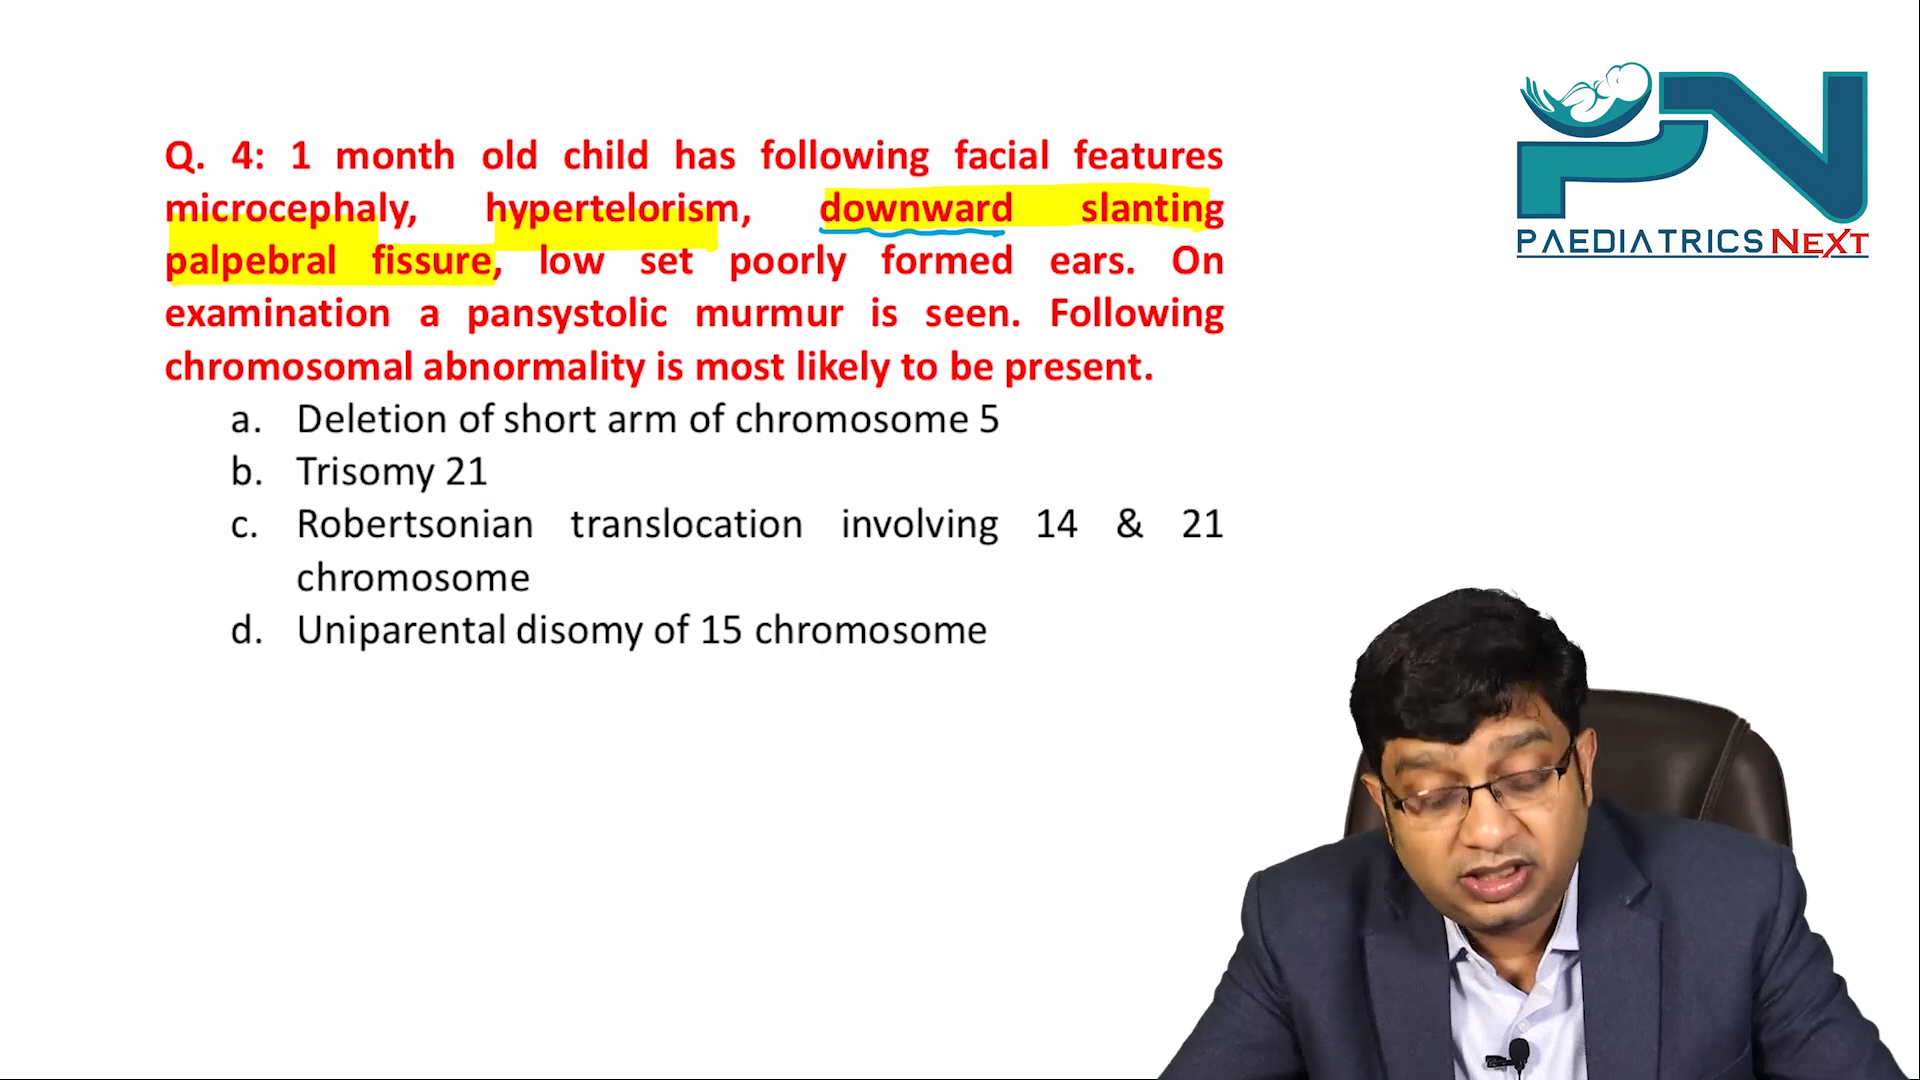 Q. 4: 1 month old child has following facial features
microcephaly, hypertelorism, downward slanting
palpebral fissure, low set poorly formed ears. On
examination a pansystolic murmur is seen. Following
chromosomal abnormality is most likely to be present.
a. Deletion of short arm of chromosome 5
b. Trisomy 21
c. Robertsonian translocation involving 14 & 21
chromosome
d. Uniparental disomy of 15 chromosome
PN
PAEDIATRICS NEXT